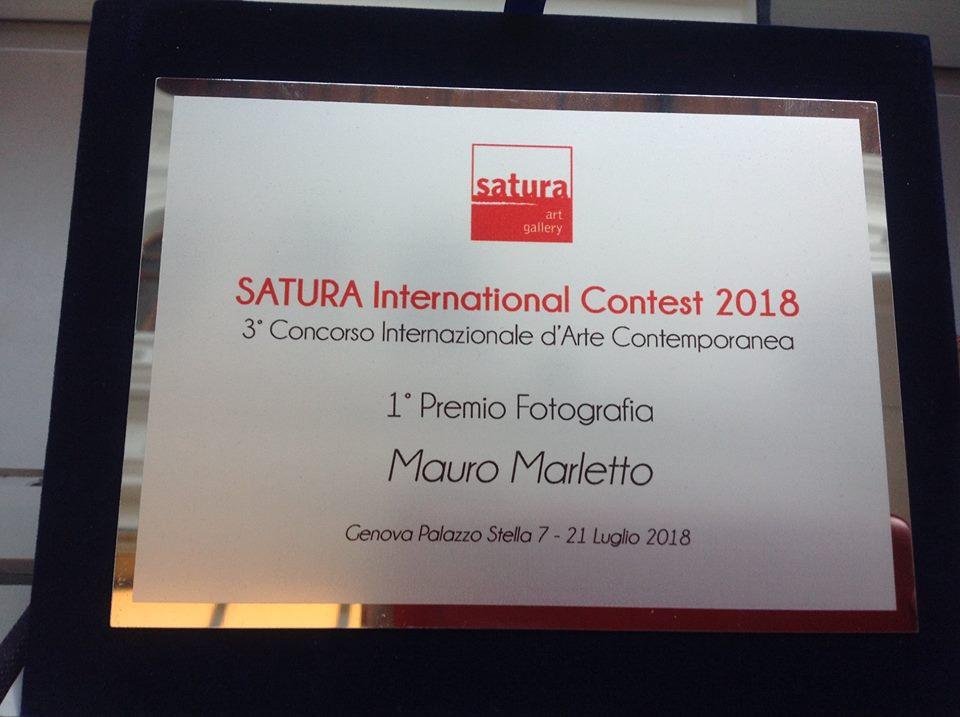 satura
art
gallery
SATURA International Contest 2018
3° Concorso Internazionale d'Arte Contemporanea
1° Premio Fotografia
Mauro Marletto
Genova Palazzo Stella 7 - 21 Luglio 2018